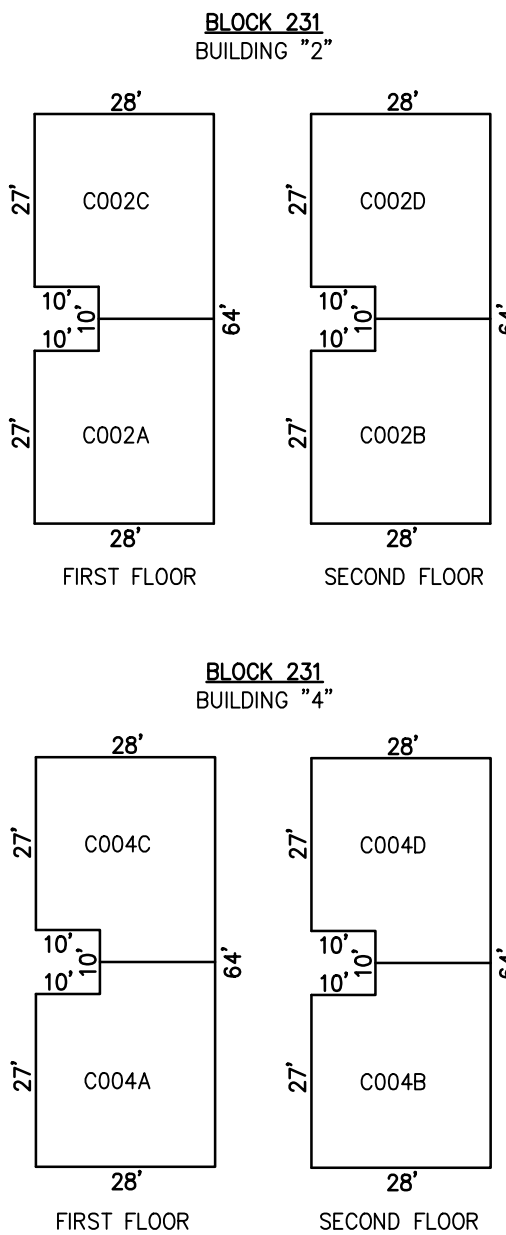 BLOCK 231
BUILDING "2"
28'
28'
27'
C002C
27'
C002D
10'
10'
10'
64'
10'
10'
10'
64'
27'
C002A
27'
C002B
28'
28'
FIRST FLOOR
SECOND FLOOR
BLOCK 231
BUILDING "4"
28'
28'
27'
C004C
27'
C004D
10'
10'
10'
64'
10'
10'
10'
64'
27'
C004A
27'
C004B
28'
28'
FIRST FLOOR
SECOND FLOOR